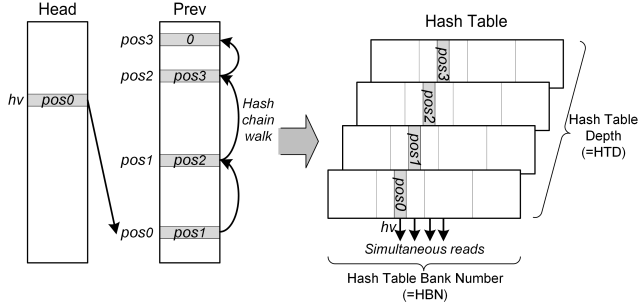 Head
Prev
Hash Table
pos3 0
pos2 pos3
hv pos0
Hash
chain
walk
pos1 pos2
pos0 pos1
pos3
pos2
pos1
pos0
Hash Table
Depth
(=HTD)
hv
Simultaneous reads
Hash Table Bank Number
(=HBN)